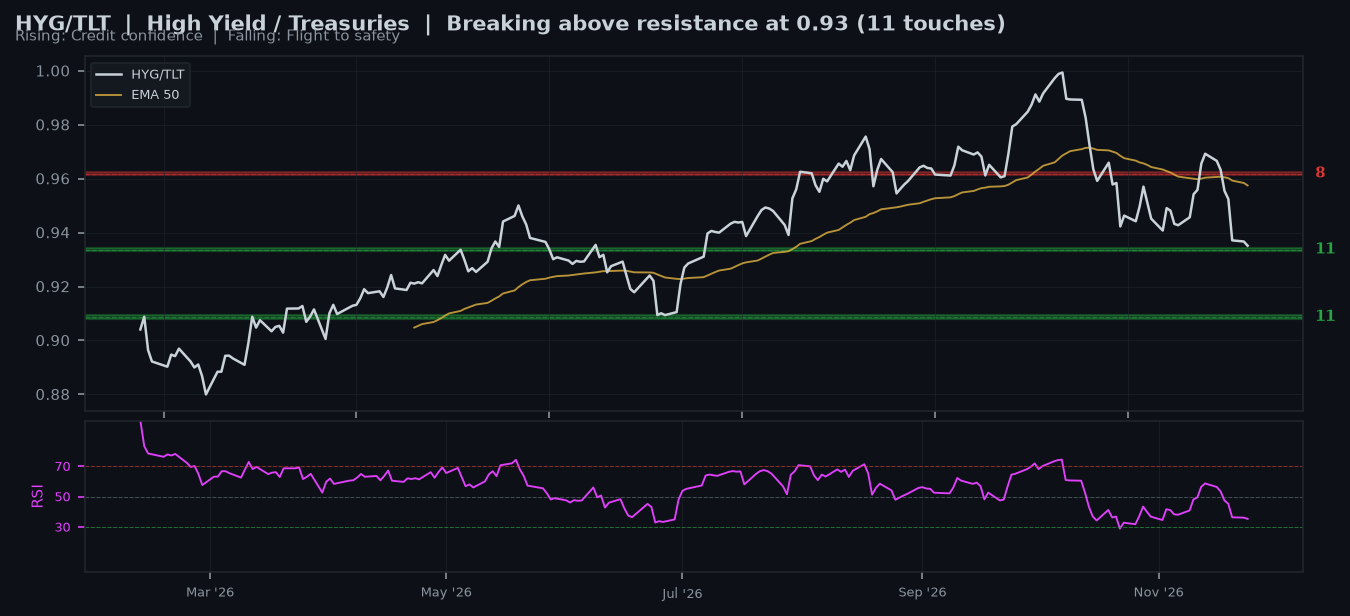 HYG/TLT | High Yield / Treasuries | Breaking above resistance at 0.93 (11 touches)
Rising: Credit confidence | Falling: Flight to safety
HYG/TLT
EMA 50
1.00
0.98
0.96
0.94
0.92
0.90
0.88
8
11
11
RSI
70
50
30
Mar '26
May '26
Jul '26
Sep '26
Nov '26